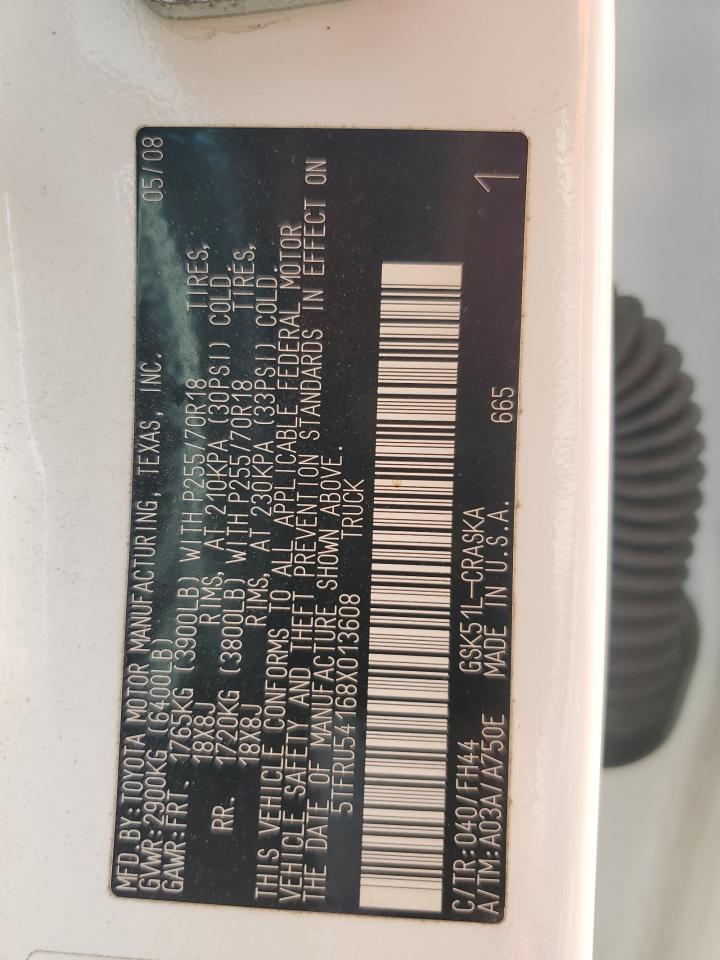 MFD BY:TOYOTA MOTOR MANUFACTURING, TEXAS, INC. 05/08
GVWR:2900KG (6400LB)
GAWR:FRT. 1765KG (3900LB) WITH P255/70R18 TIRES,
18X8J RIMS, AT 210KPA (30PSI) COLD.
RR. 1720KG (3800LB) WITH P255/70R18 TIRES,
18X8J RIMS, AT 230KPA (33PSI) COLD.
THIS VEHICLE CONFORMS TO ALL APPLICABLE FEDERAL MOTOR
VEHICLE SAFETY AND THEFT PREVENTION STANDARDS IN EFFECT ON
THE DATE OF MANUFACTURE SHOWN ABOVE.
5TFRU54168X013608 TRUCK
C/TR:040/FH44 GSK51L-CRASKA
A/TM:A03A/A750E MADE IN U.S.A. 665 1